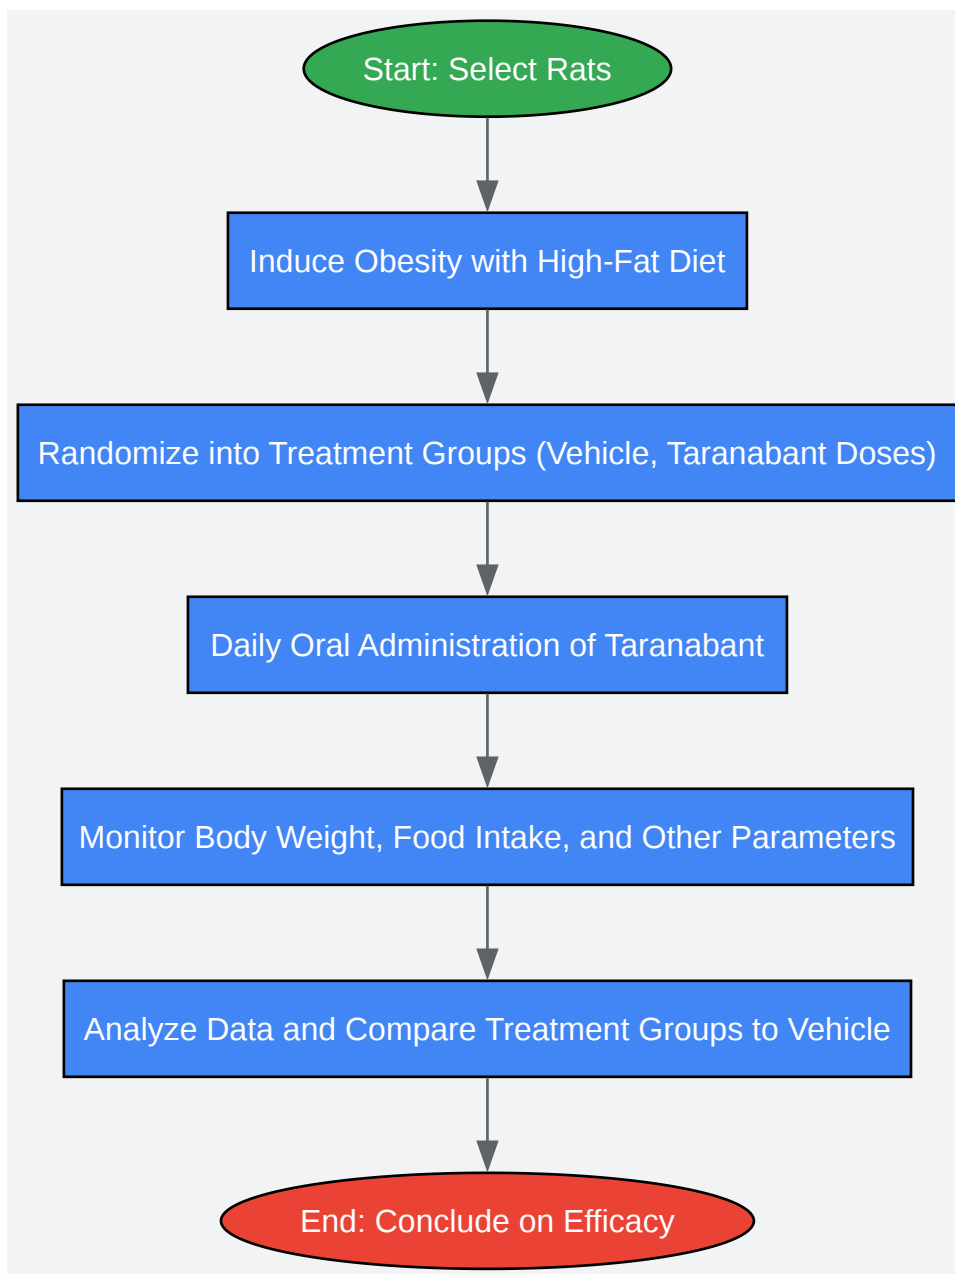 Start: Select Rats
Induce Obesity with High-Fat Diet
Randomize into Treatment Groups (Vehicle, Taranabant Doses)
Daily Oral Administration of Taranabant
Monitor Body Weight, Food Intake, and Other Parameters
Analyze Data and Compare Treatment Groups to Vehicle
End: Conclude on Efficacy